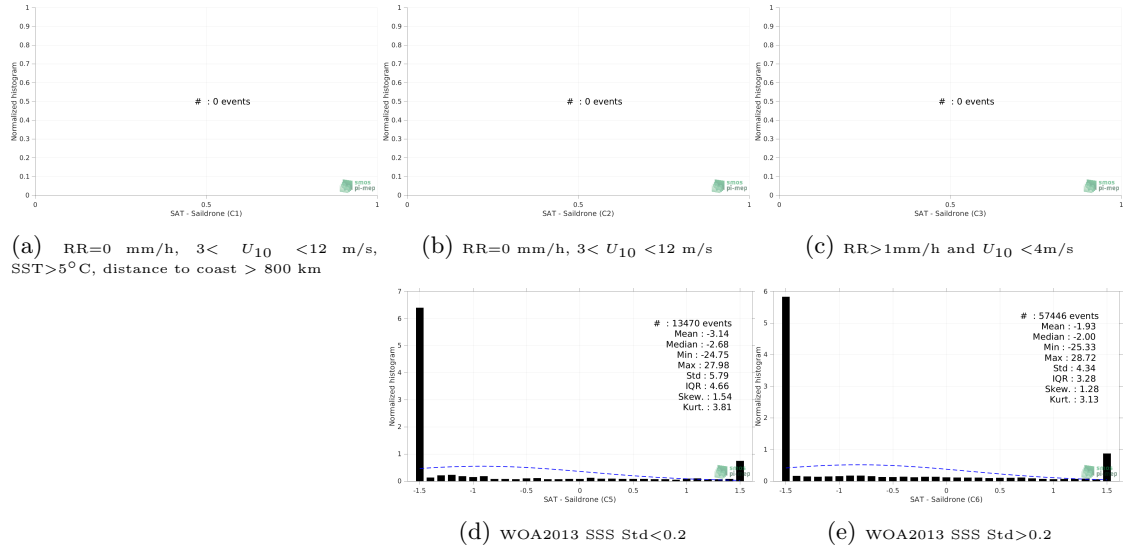 1
0.9
0.8
0.7
0.6
0.5
0.4
0.3
0.2
0.1
0
Normalized histogram
# : 0 events
0 0.5 1
SAT - Saildrone (C1)
smos
pi-mep
1
0.9
0.8
0.7
0.6
0.5
0.4
0.3
0.2
0.1
0
Normalized histogram
# : 0 events
0 0.5 1
SAT - Saildrone (C2)
smos
pi-mep
1
0.9
0.8
0.7
0.6
0.5
0.4
0.3
0.2
0.1
0
Normalized histogram
# : 0 events
0 0.5 1
SAT - Saildrone (C3)
smos
pi-mep
(a) RR=0 mm/h, 3< U10 <12 m/s,
SST>5°C, distance to coast > 800 km
(b) RR=0 mm/h, 3< U10 <12 m/s
(c) RR>1mm/h and U10 <4m/s
7
6
5
4
3
2
1
0
Normalized histogram
# : 13470 events
Mean : -3.14
Median : -2.68
Min : -24.75
Max : 27.98
Std : 5.79
IQR : 4.66
Skew. : 1.54
Kurt. : 3.81
smos
pi-mep
-1.5 -1 -0.5 0 0.5 1 1.5
SAT - Saildrone (C5)
6
5
4
3
2
1
0
Normalized histogram
# : 57446 events
Mean : -1.93
Median : -2.00
Min : -25.33
Max : 28.72
Std : 4.34
IQR : 3.28
Skew. : 1.28
Kurt. : 3.13
smos
pi-mep
-1.5 -1 -0.5 0 0.5 1 1.5
SAT - Saildrone (C6)
(d) WOA2013 SSS Std<0.2
(e) WOA2013 SSS Std>0.2